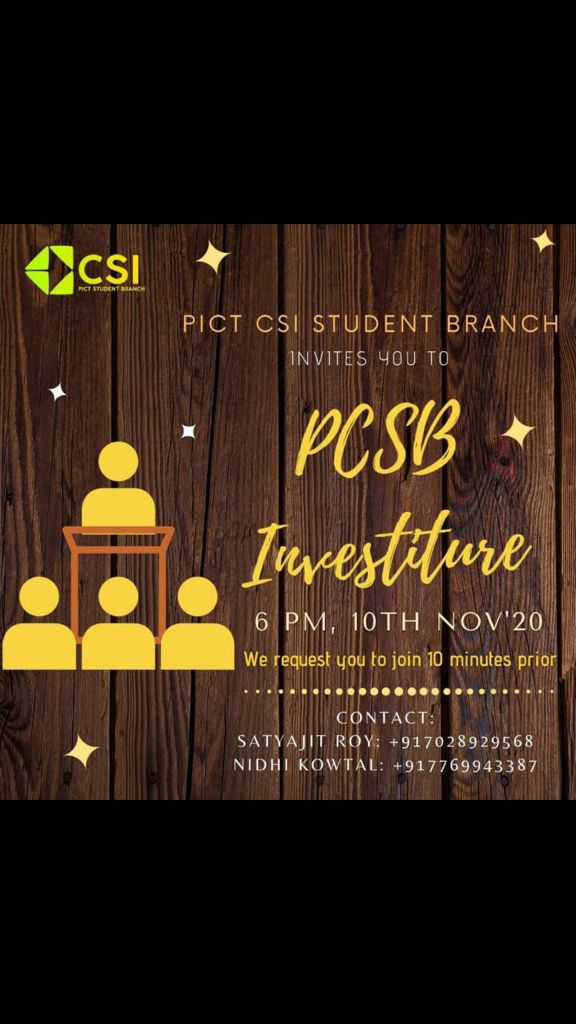 CSI
PICT STUDENT BRANCH
PICT CSI STUDENT BRANCH
INVITES YOU TO
PCSB
Investiture
6 PM, 10TH NOV'20
We request you to join 10 minutes prior
CONTACT:
SATYAJIT ROY: +917028929568
NIDHI KOWTAL: +917769943387